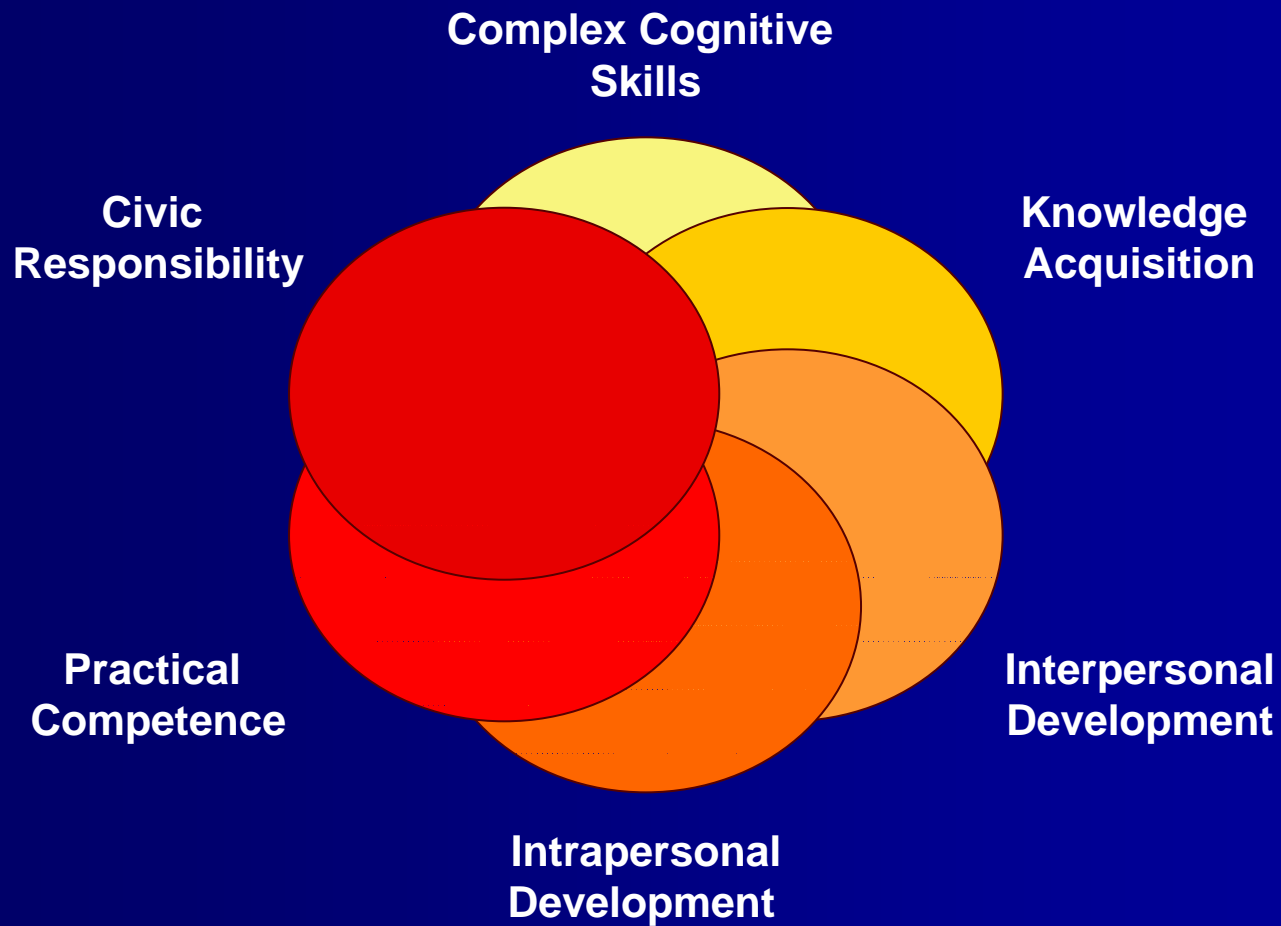 Complex Cognitive
Skills
Civic
Responsibility
Knowledge
Acquisition
Practical
Competence
Interpersonal
Development
Intrapersonal
Development